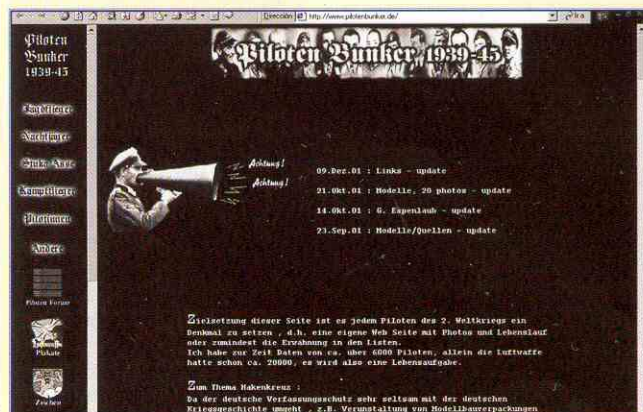 Dirección http://www.pilotenbunker.de/
Piloten
Bunker
1939-45
Jagdflieger
Nachtjäger
Stuka-Asse
Kampfflieger
Pilotinnen
Andere
Piloten Forum
Plakate
Zeichen
Piloten Bunker 1939-45
Achtung!
Achtung!
09.Dez.01 : Links - update
21.Okt.01 : Modelle, 20 photos - update
14.Okt.01 : G. Espenlaub - update
23.Sep.01 : Modelle/Quellen - update
Zielsetzung dieser Seite ist es jedem Piloten des 2. Weltkriegs ein
Denkmal zu setzen , d.h. eine eigene Web Seite mit Photos und Lebenslauf
oder zumindest die Erwähnung in den Listen.
Ich habe zur Zeit Daten von ca. über 6000 Piloten, allein die Luftwaffe
hatte schon ca. 20000, es wird also eine Lebensaufgabe.
Zum Thema Hakenkreuz :
Da der deutsche Verfassungsschutz sehr seltsam mit der deutschen
Kriegsgeschichte umgeht , z.B. Verunstaltung von Modellbauverpackungen